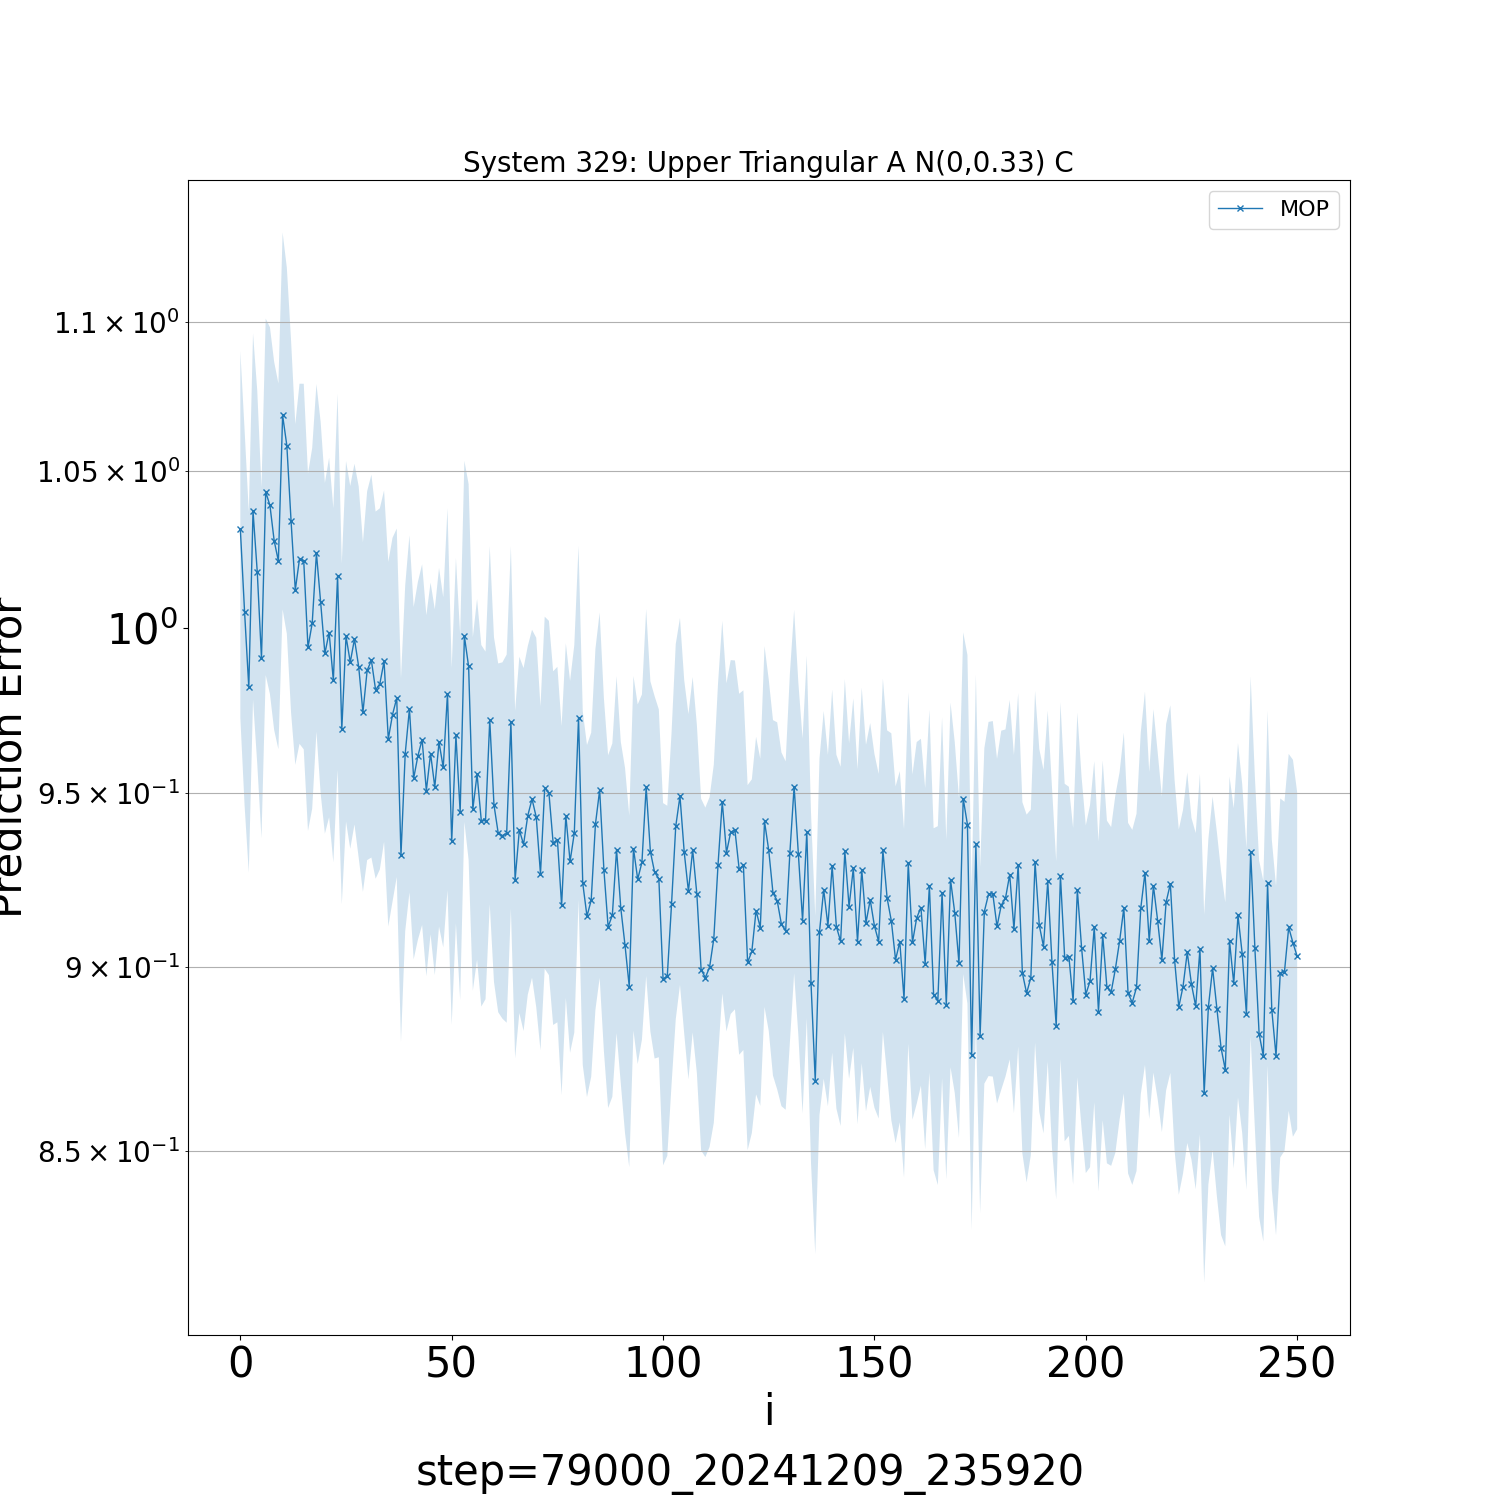 System 329: Upper Triangular A N(0,0.33) C
MOP
1.1 × 10⁰
1.05 × 10⁰
10⁰
9.5 × 10⁻¹
9 × 10⁻¹
8.5 × 10⁻¹
Prediction Error
0 50 100 150 200 250
i
step=79000_20241209_235920